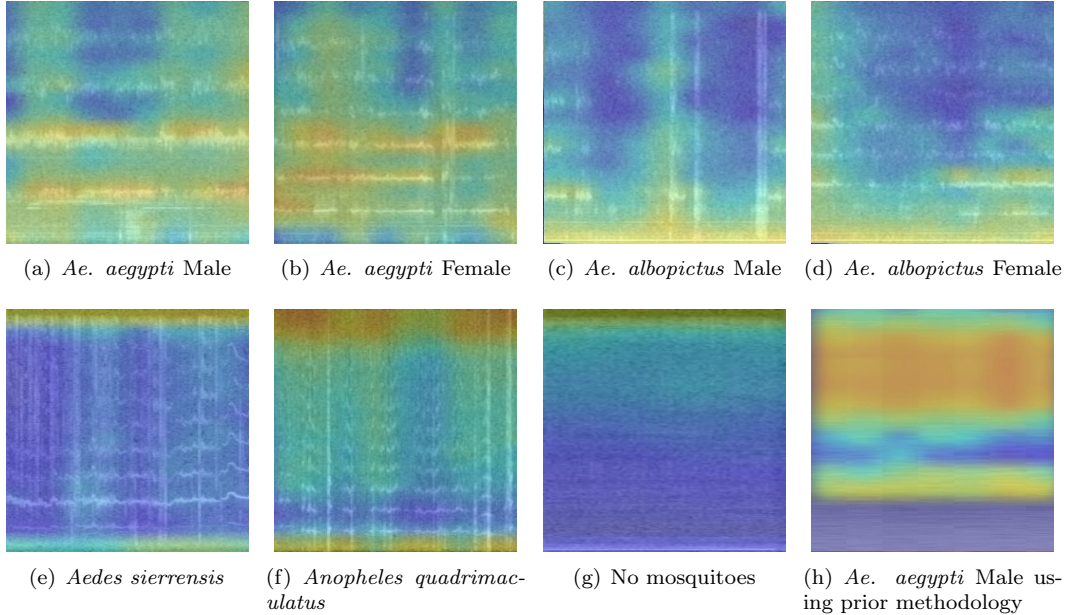 (a) Ae. aegypti Male
(b) Ae. aegypti Female
(c) Ae. albopictus Male
(d) Ae. albopictus Female
(e) Aedes sierrensis
(f) Anopheles quadrimac-
ulatus
(g) No mosquitoes
(h) Ae. aegypti Male us-
ing prior methodology